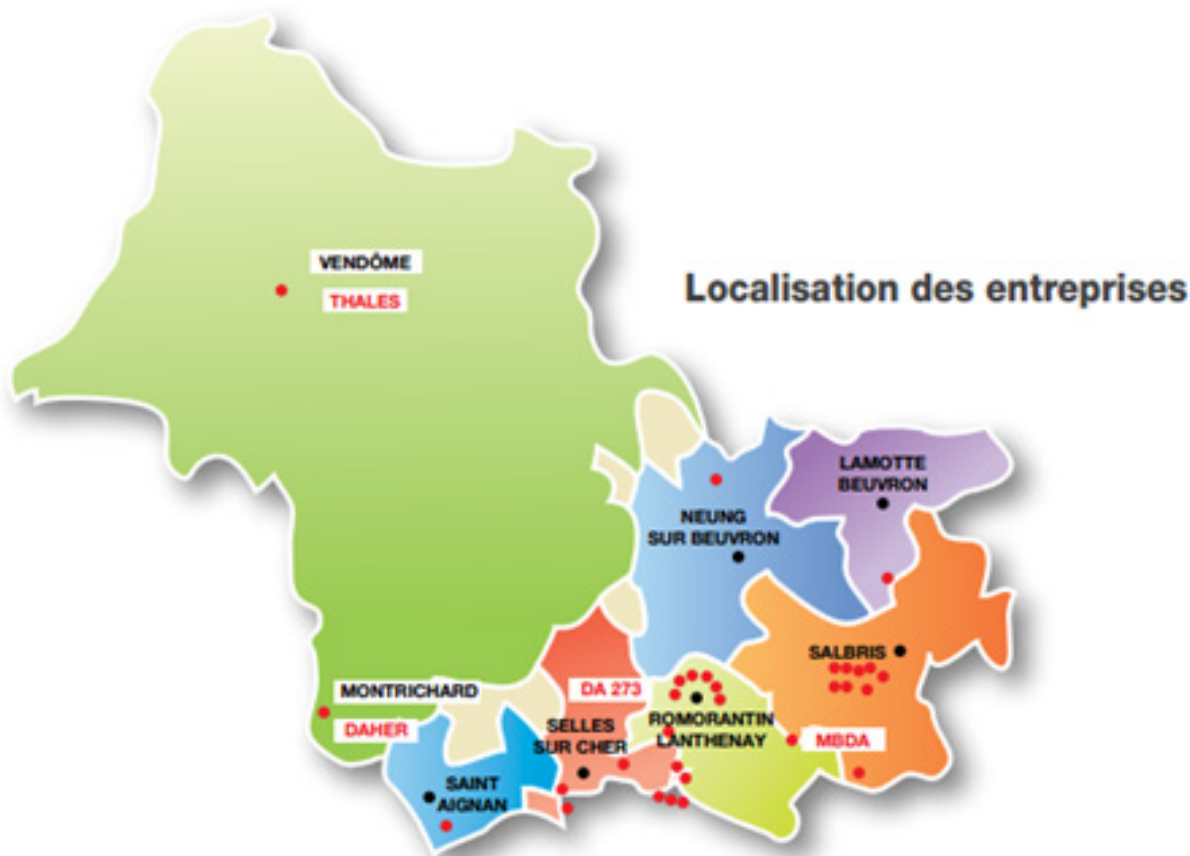 VENDÔME
THALES
Localisation des entreprises
LAMOTTE
BEUVRON
NEUNG
SUR BEUVRON
SALBRIS
MONTRICHARD
DA 273
DAHER
SELLES
SUR CHER
ROMORANTIN
LANTHENAY
MBDA
SAINT
AIGNAN